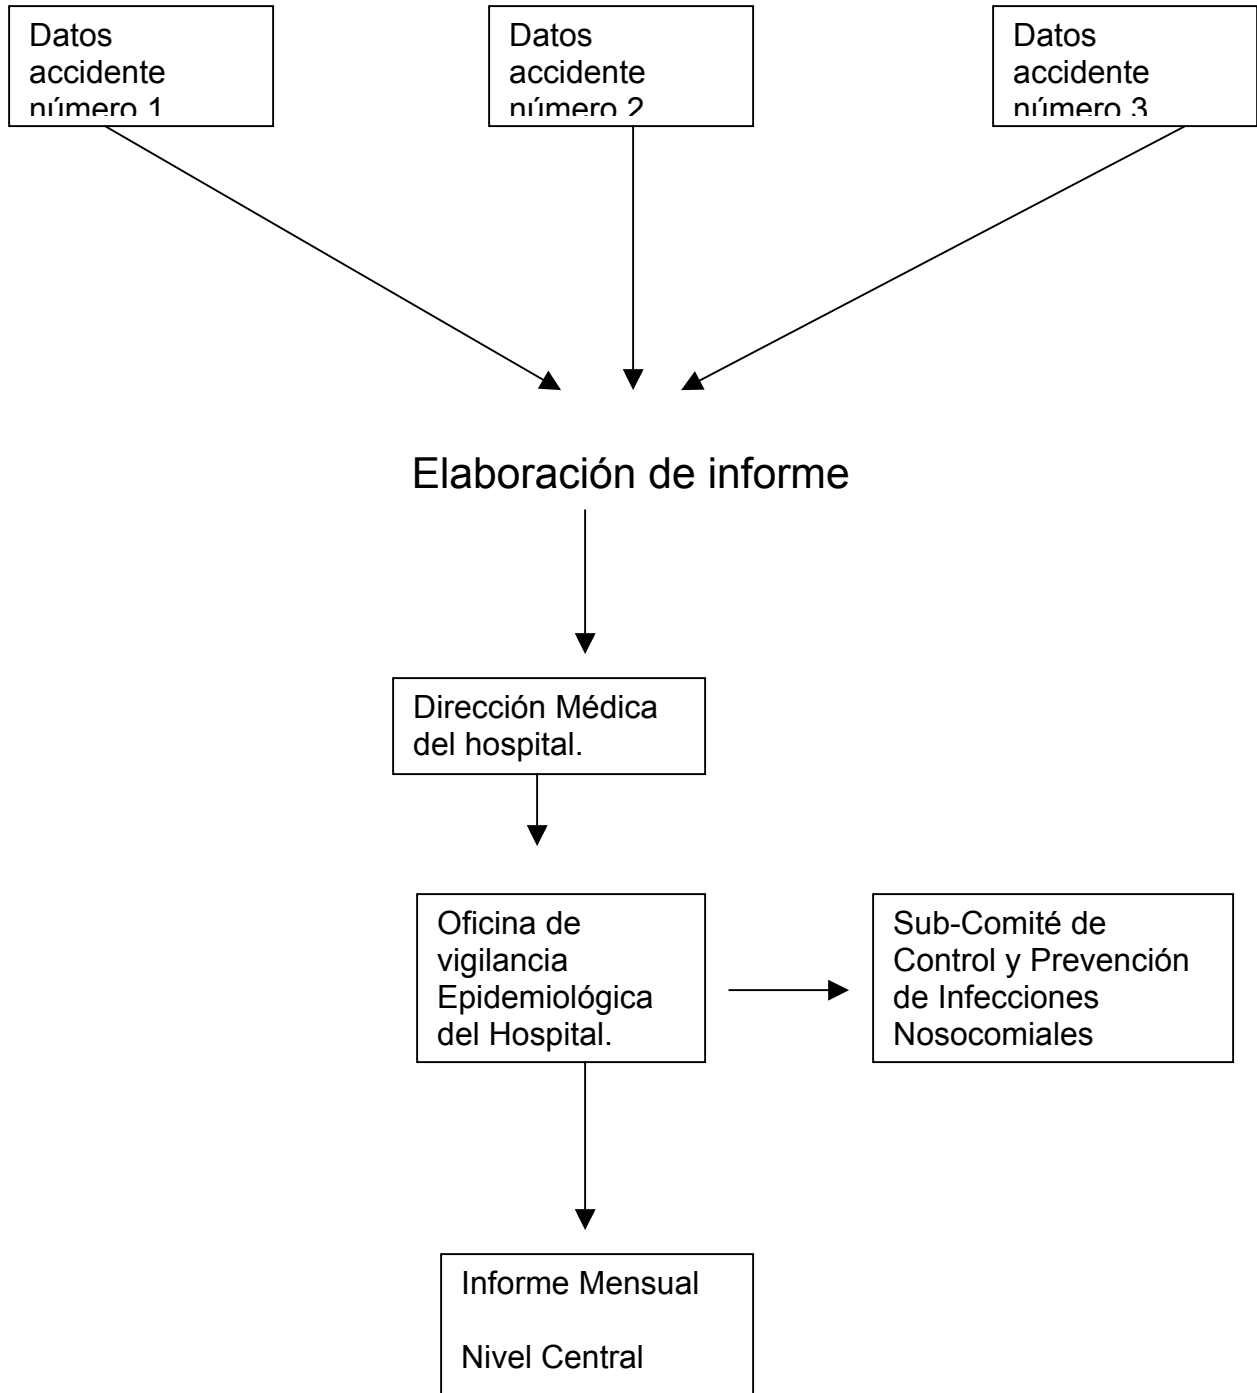 Datos
accidente
número 1
Datos
accidente
número 2
Datos
accidente
número 3
Elaboración de informe
Dirección Médica
del hospital.
Oficina de
vigilancia
Epidemiológica
del Hospital.
Sub-Comité de
Control y Prevención
de Infecciones
Nosocomiales
Informe Mensual
Nivel Central